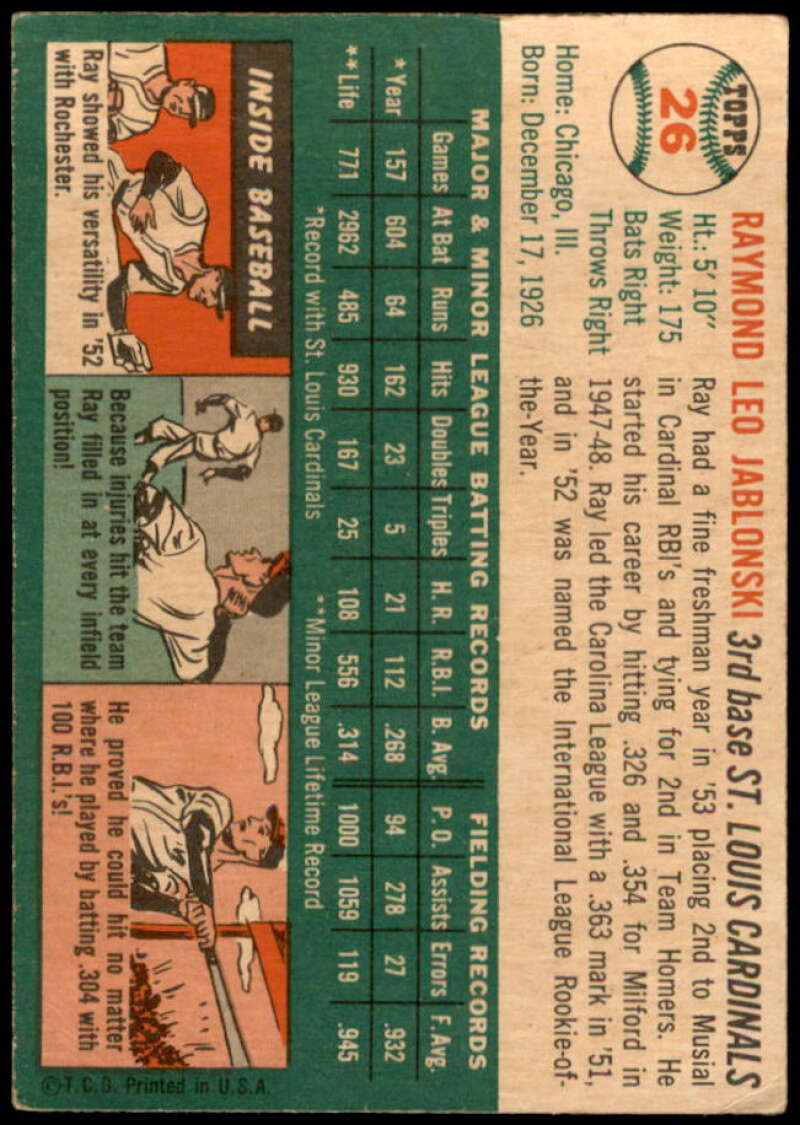 TOPPS
26
RAYMOND LEO JABLONSKI 3rd base ST. LOUIS CARDINALS
Ht.: 5' 10"
Weight: 175
Bats Right
Throws Right
Home: Chicago, Ill.
Born: December 17, 1926
Ray had a fine freshman year in '53 placing 2nd to Musial
in Cardinal RBI's and tying for 2nd in Team Homers. He
started his career by hitting .326 and .354 for Milford in
1947-48. Ray led the Carolina League with a .363 mark in '51,
and in '52 was named the International League Rookie-of-
the-Year.
MAJOR & MINOR LEAGUE BATTING RECORDS FIELDING RECORDS
Games At Bat Runs Hits Doubles Triples H. R. R.B.I. B. Avg. P. O. Assists Errors F. Avg.
*Year 157 604 64 162 23 5 21 112 .268 94 278 27 .932
**Life 771 2962 485 930 167 25 108 556 .314 1000 1059 119 .945
*Record with St. Louis Cardinals **Minor League Lifetime Record
INSIDE BASEBALL
Ray showed his versatility in '52
with Rochester.
Because injuries hit the team
Ray filled in at every infield
position!
He proved he could hit no matter
where he played by batting .304 with
100 R.B.I.'s!
©T.C.G. Printed in U.S.A.